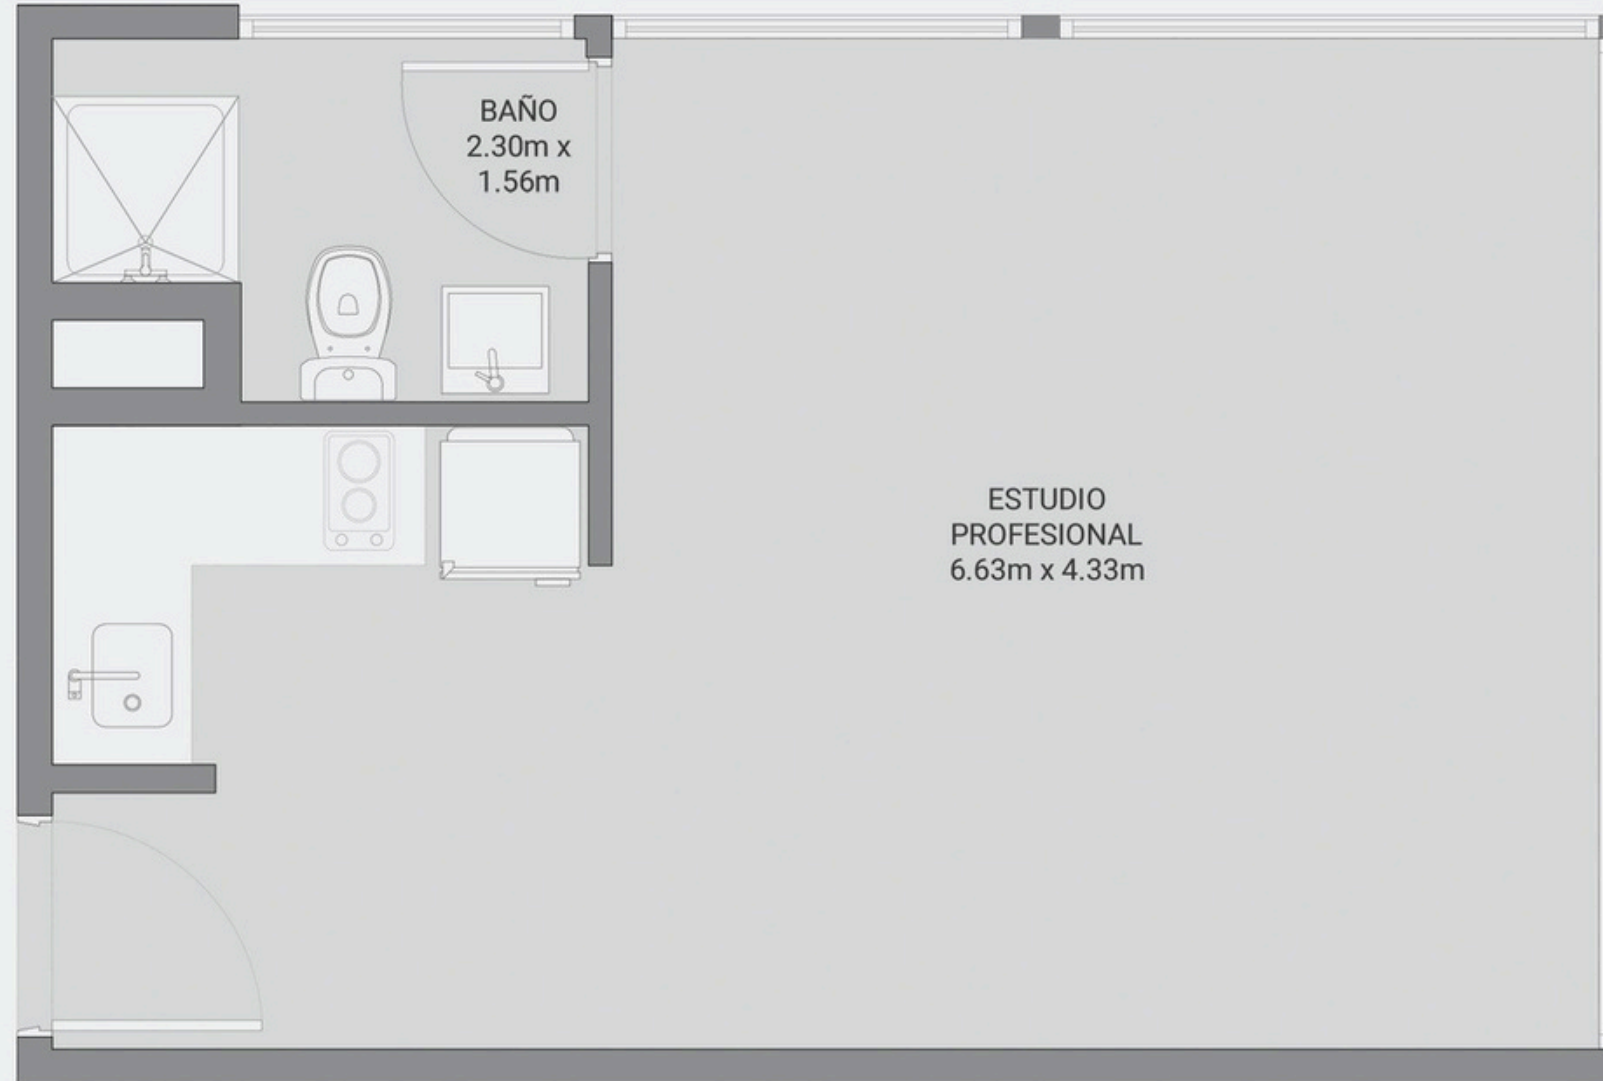 BAÑO
2.30m x
1.56m
ESTUDIO
PROFESIONAL
6.63m x 4.33m